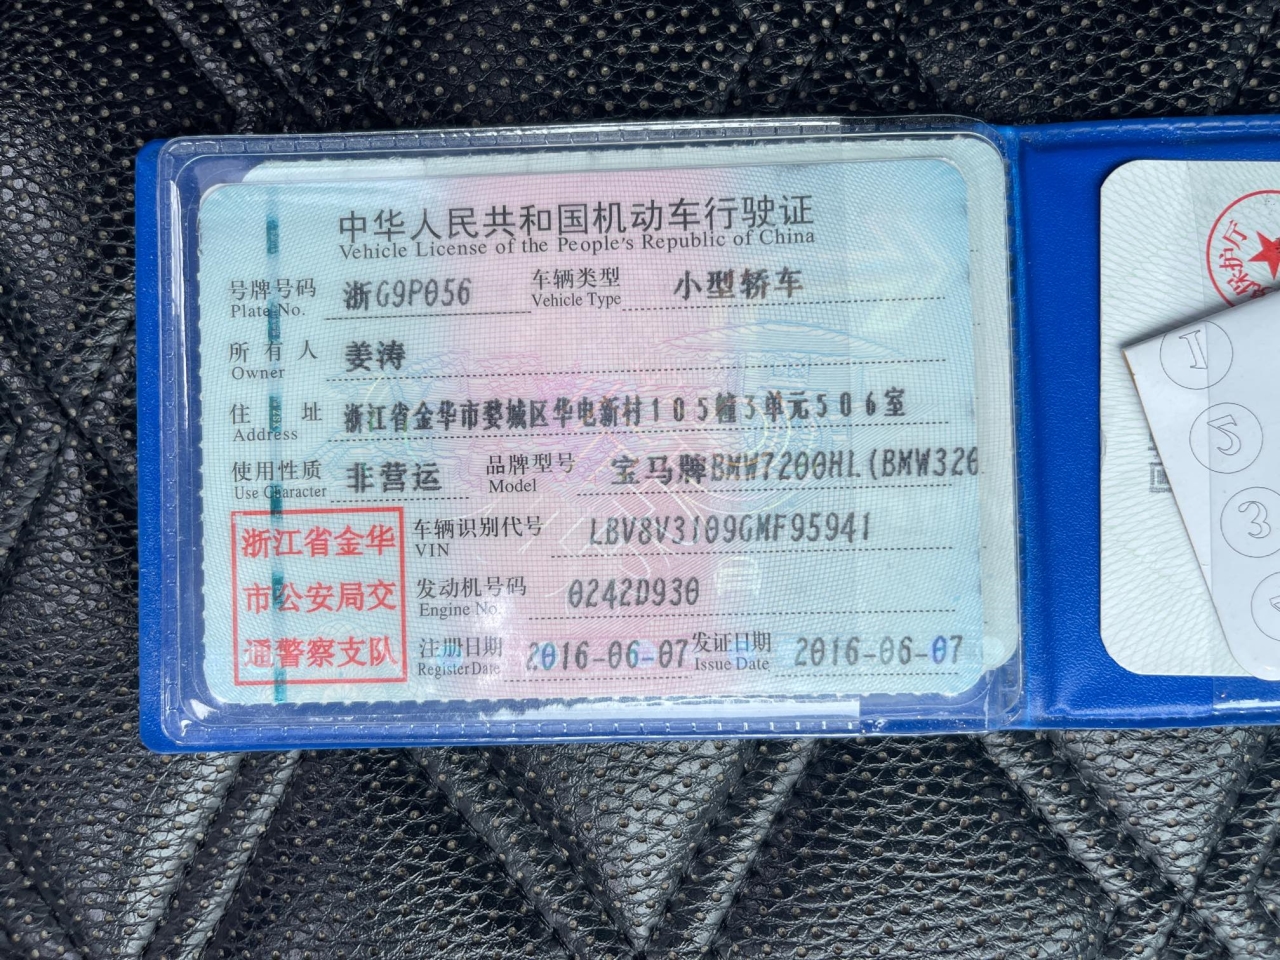 中华人民共和国机动车行驶证
Vehicle License of the People's Republic of China
号牌号码 浙G9P056 车辆类型 小型轿车
Plate No. Vehicle Type
所有人 姜涛
Owner
住址 浙江省金华市婺城区华电新村105幢3单元506室
Address
使用性质 非营运 品牌型号 宝马牌BMW7200HL(BMW320
Use Character Model
车辆识别代号 LBV8V3109GMF95941
VIN
发动机号码 0242D930
Engine No.
注册日期 2016-06-07 发证日期 2016-06-07
Register Date Issue Date
浙江省金华
市公安局交
通警察支队
保护厅
1
5
3